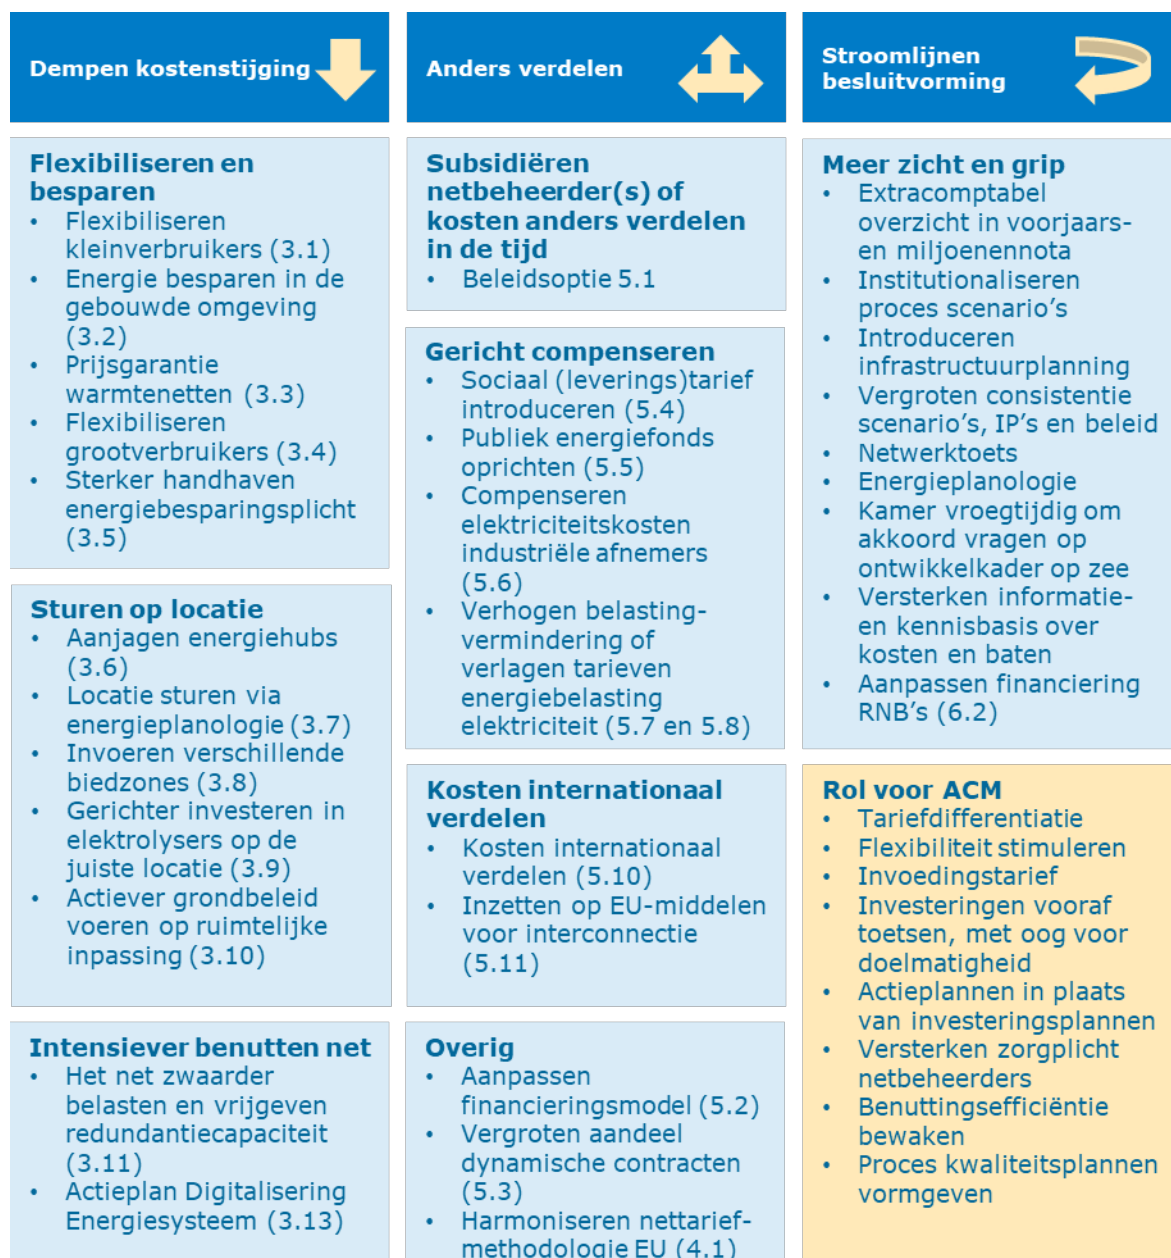 Dempen kostenstijging
Flexibiliseren en
besparen
• Flexibiliseren
kleinverbruikers (3.1)
• Energie besparen in de
gebouwde omgeving
(3.2)
• Prijsgarantie
warmtenetten (3.3)
• Flexibiliseren
grootverbruikers (3.4)
• Sterker handhaven
energiebesparingsplicht
(3.5)
Sturen op locatie
• Aanjagen energiehubs
(3.6)
• Locatie sturen via
energieplanologie (3.7)
• Invoeren verschillende
biedzones (3.8)
• Gerichter investeren in
elektrolysers op de
juiste locatie (3.9)
• Actiever grondbeleid
voeren op ruimtelijke
inpassing (3.10)
Intensiever benutten net
• Het net zwaarder
belasten en vrijgeven
redundantiecapaciteit
(3.11)
• Actieplan Digitalisering
Energiesysteem (3.13)
Anders verdelen
Subsidiëren
netbeheerder(s) of
kosten anders verdelen
in de tijd
• Beleidsoptie 5.1
Gericht compenseren
• Sociaal (leverings)tarief
introduceren (5.4)
• Publiek energiefonds
oprichten (5.5)
• Compenseren
elektriciteitskosten
industriële afnemers
(5.6)
• Verhogen belasting-
vermindering of
verlagen tarieven
energiebelasting
elektriciteit (5.7 en 5.8)
Kosten internationaal
verdelen
• Kosten internationaal
verdelen (5.10)
• Inzetten op EU-middelen
voor interconnectie
(5.11)
Overig
• Aanpassen
financieringsmodel (5.2)
• Vergroten aandeel
dynamische contracten
(5.3)
• Harmoniseren nettarief-
methodologie EU (4.1)
Stroomlijnen
besluitvorming
Meer zicht en grip
• Extracomptabel
overzicht in voorjaars-
en miljoenennota
• Institutionaliseren
proces scenario's
• Introduceren
infrastructuurplanning
• Vergroten consistentie
scenario's, IP's en beleid
• Netwerktoets
• Energieplanologie
• Kamer vroegtijdig om
akkoord vragen op
ontwikkelkader op zee
• Versterken informatie-
en kennisbasis over
kosten en baten
• Aanpassen financiering
RNB's (6.2)
Rol voor ACM
• Tariefdifferentiatie
• Flexibiliteit stimuleren
• Invoedingstarief
• Investeringen vooraf
toetsen, met oog voor
doelmatigheid
• Actieplannen in plaats
van investeringsplannen
• Versterken zorgplicht
netbeheerders
• Benuttingsefficiëntie
bewaken
• Proces kwaliteitsplannen
vormgeven